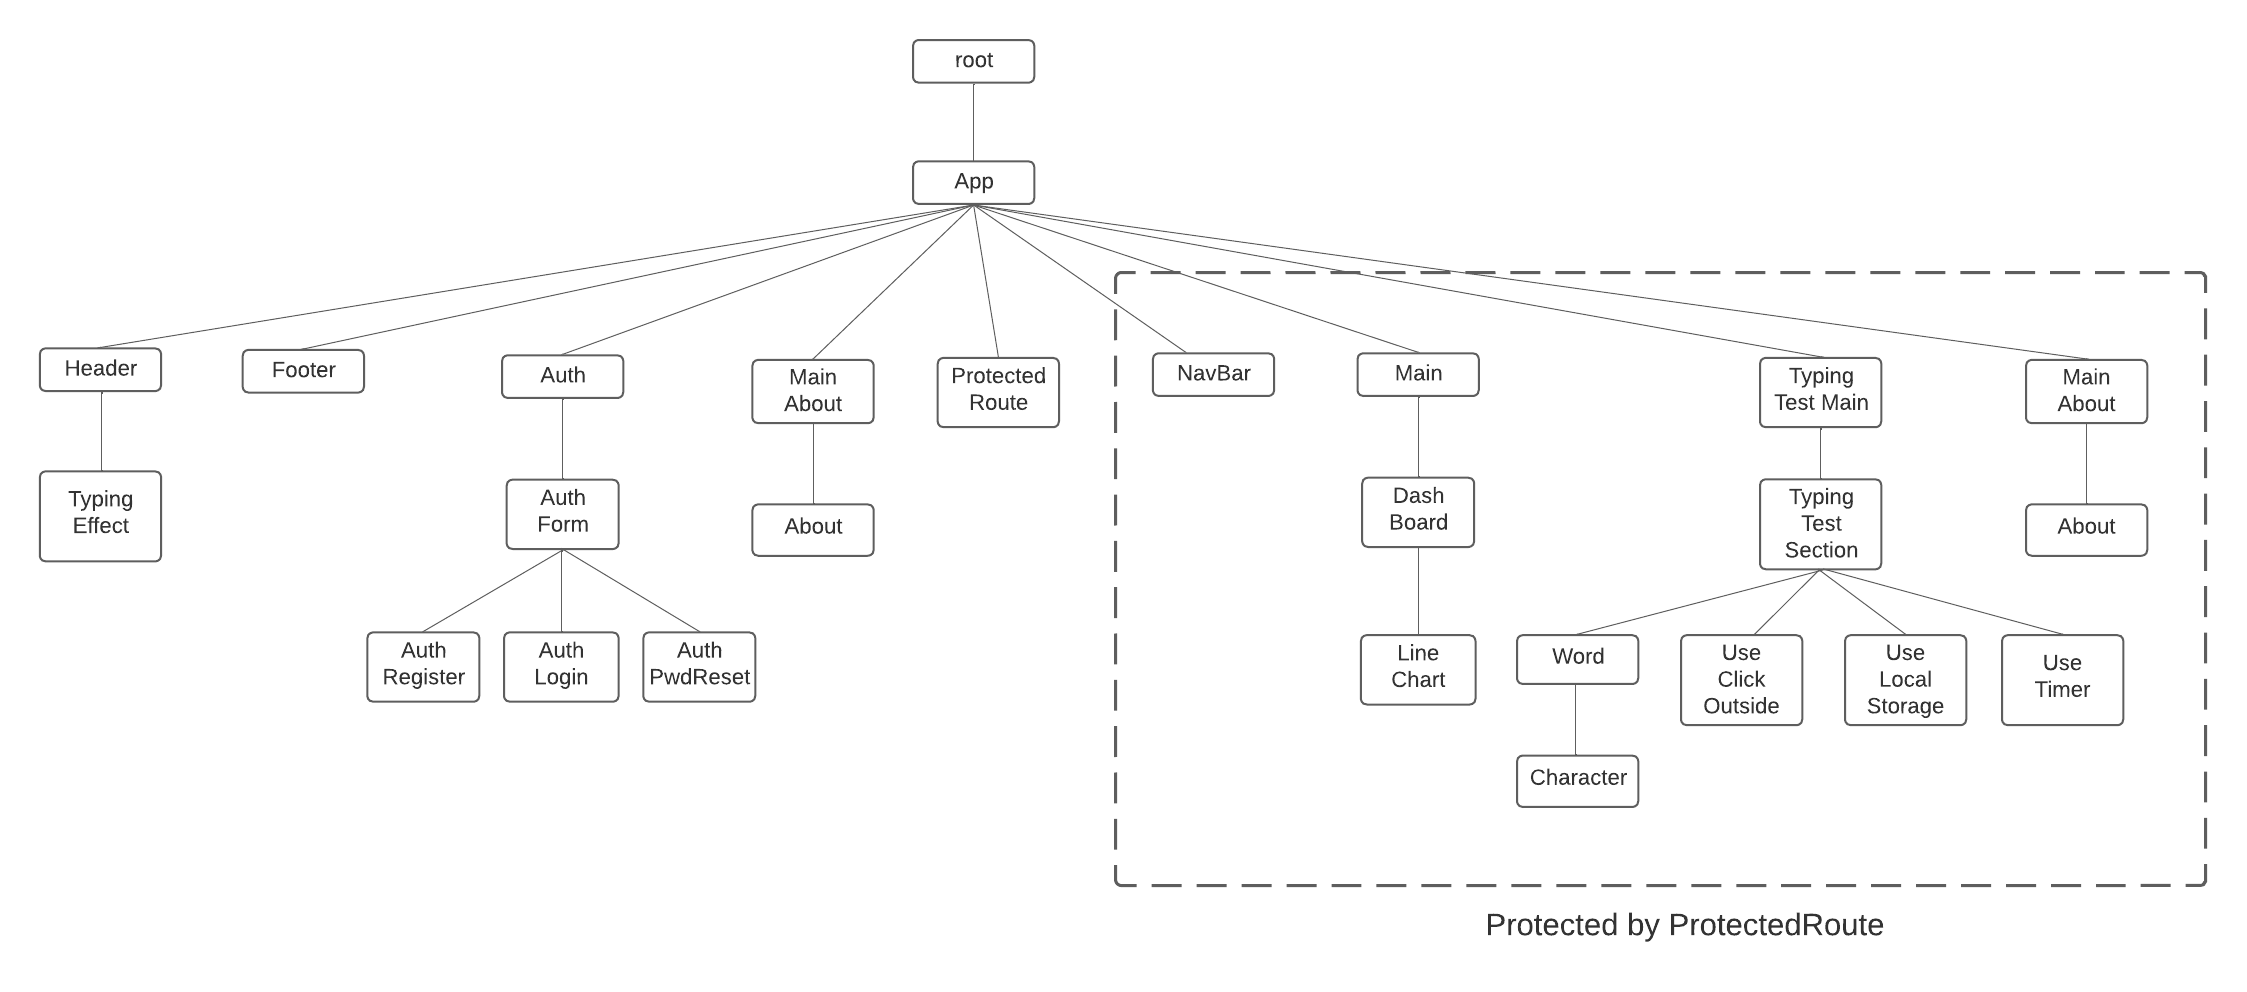 root
App
Header
Footer
Auth
Main
About
Protected
Route
NavBar
Main
Typing
Test Main
Main
About
Typing
Effect
Auth
Form
About
Dash
Board
Typing
Test
Section
About
Auth
Register
Auth
Login
Auth
PwdReset
Line
Chart
Word
Use
Click
Outside
Use
Local
Storage
Use
Timer
Character
Protected by ProtectedRoute